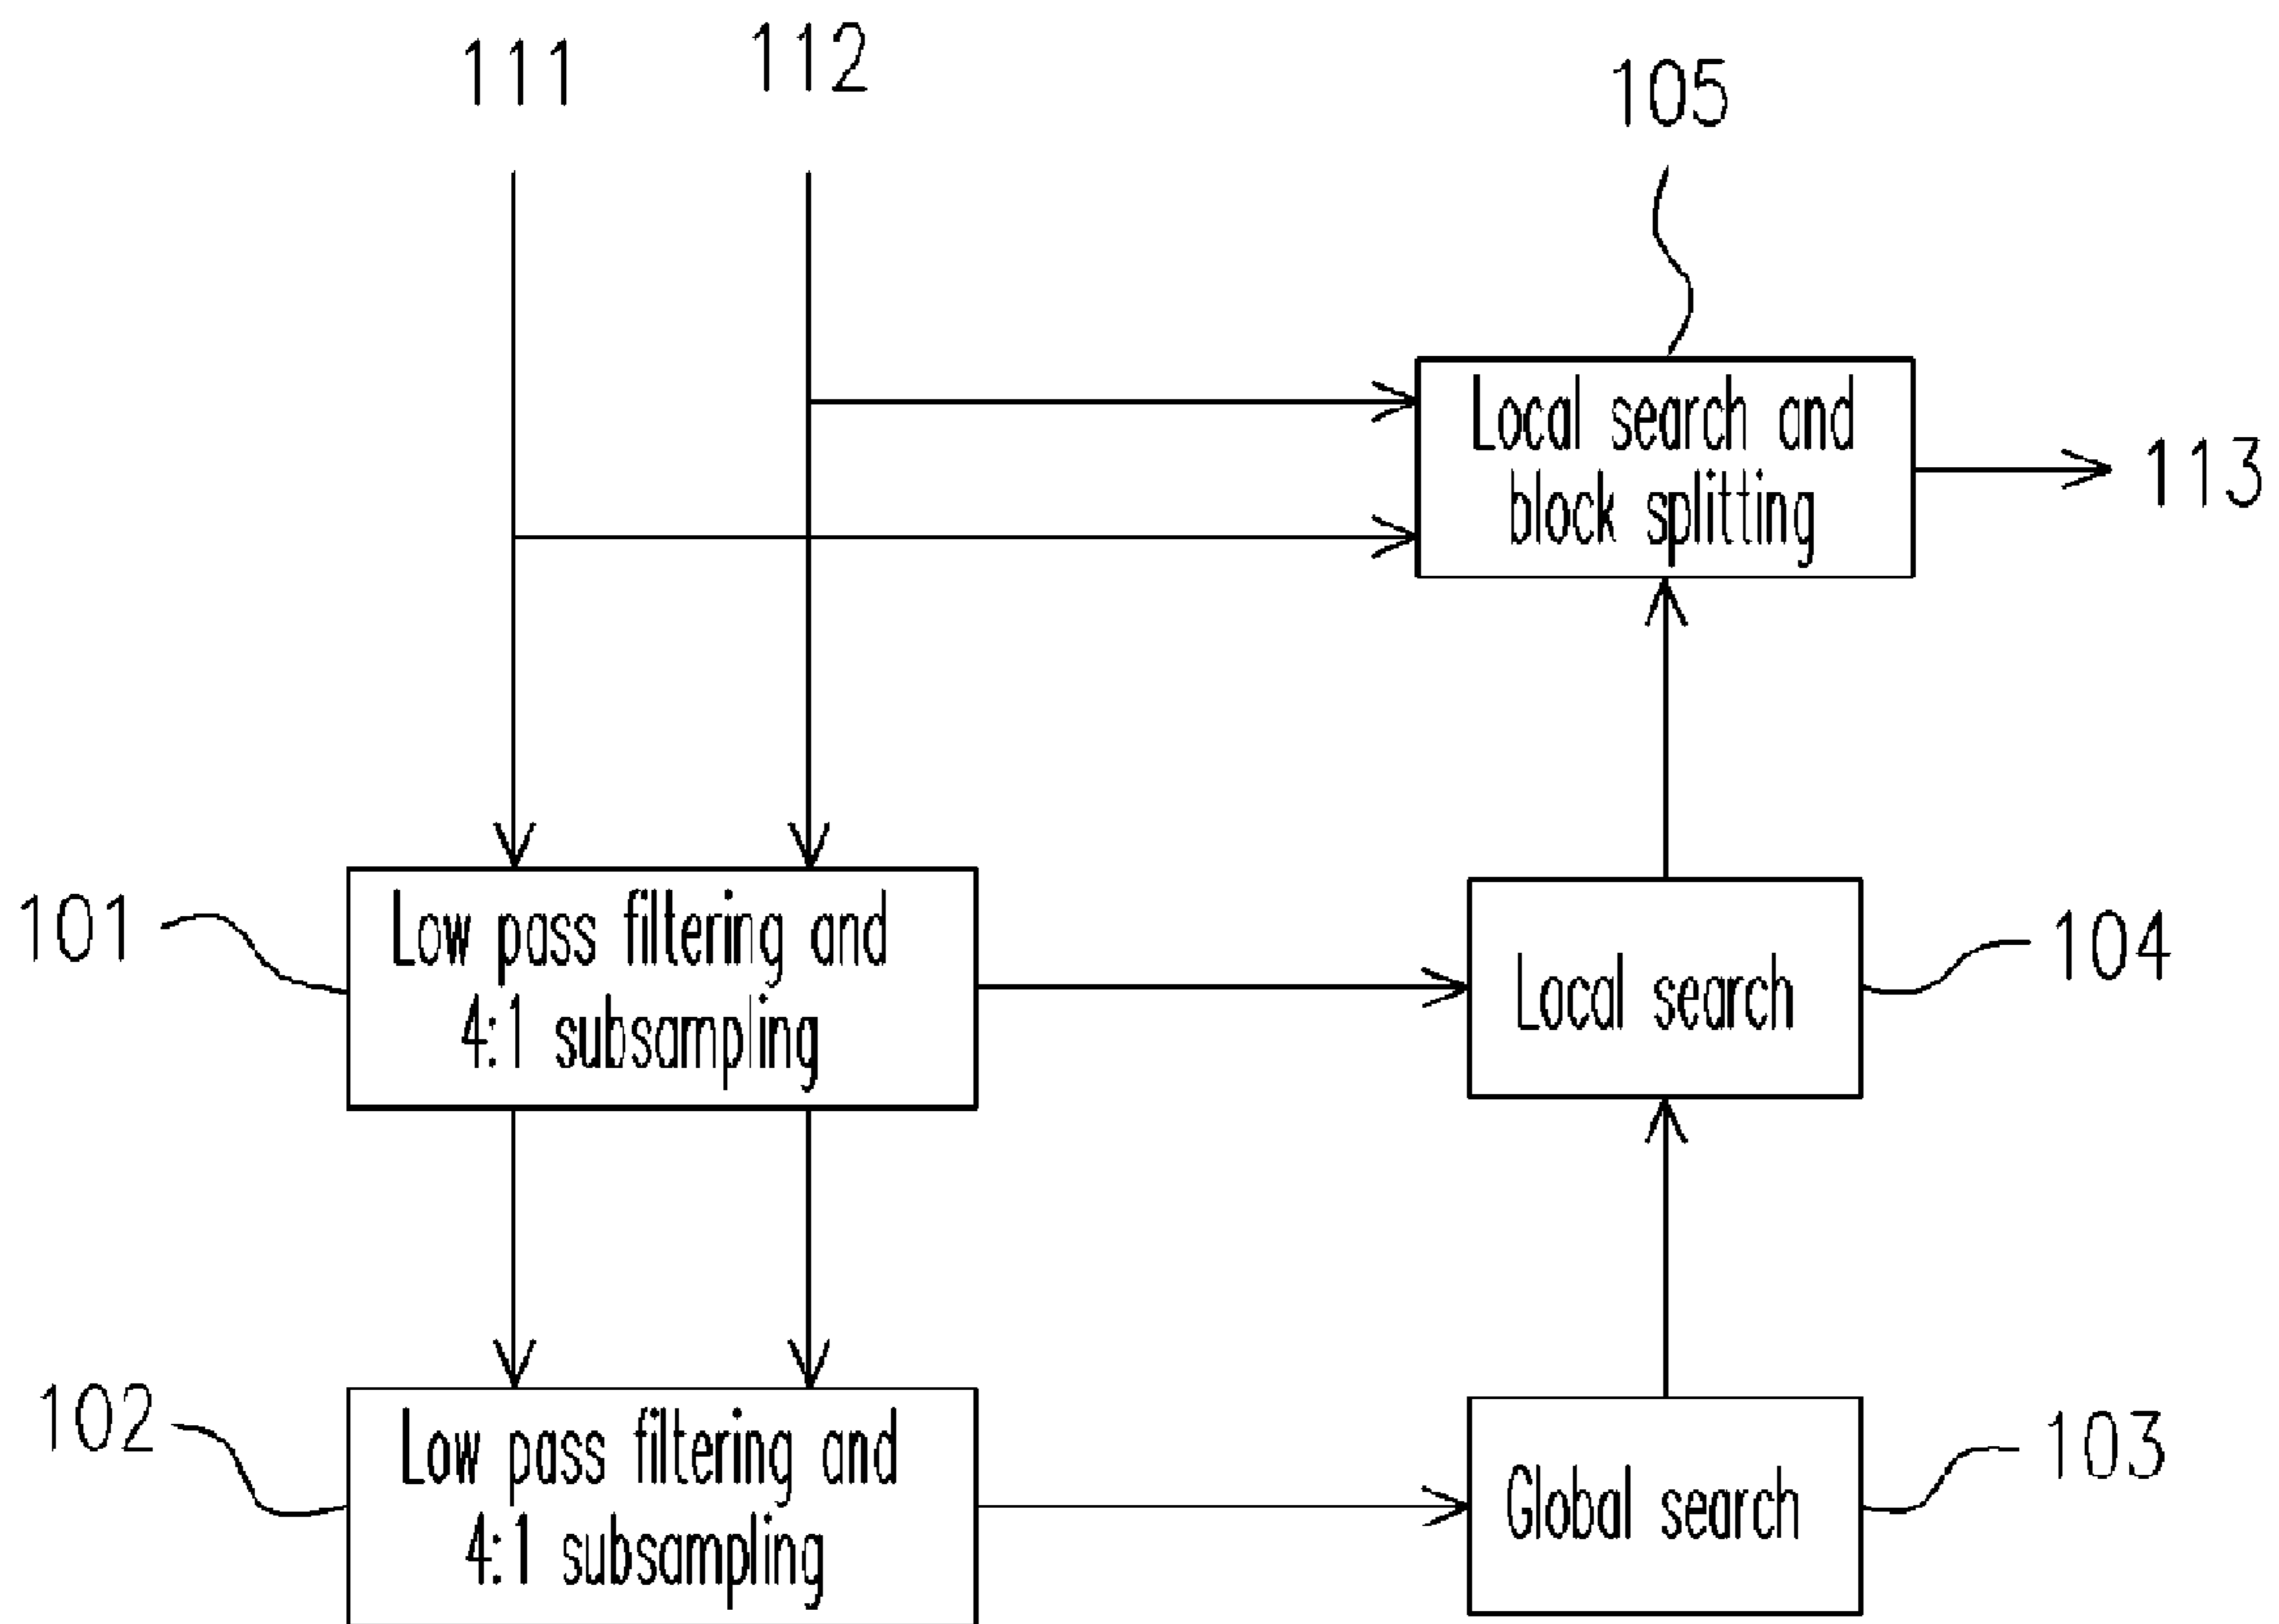 111
112
105
Local search and
block splitting
113
101
Low pass filtering and
4:1 subsampling
Local search
104
102
Low pass filtering and
4:1 subsampling
Global search
103